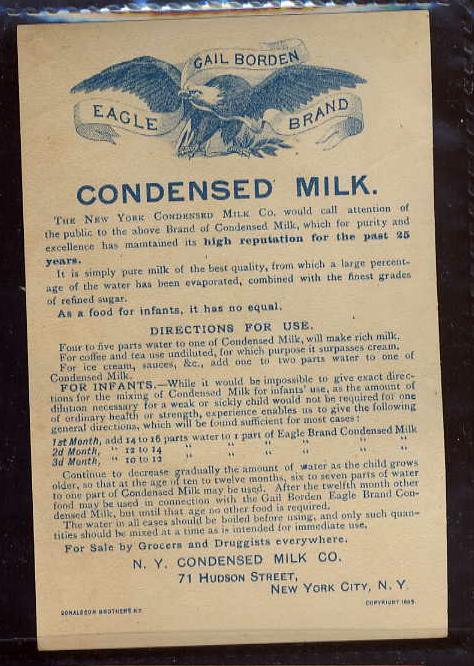 GAIL BORDEN
EAGLE BRAND
CONDENSED MILK.
THE NEW YORK CONDENSED MILK CO. would call attention of
the public to the above Brand of Condensed Milk, which for purity and
excellence has maintained its high reputation for the past 25
years.
It is simply pure milk of the best quality, from which a large percent-
age of the water has been evaporated, combined with the finest grades
of refined sugar.
As a food for infants, it has no equal.
DIRECTIONS FOR USE.
Four to five parts water to one of Condensed Milk, will make rich milk.
For coffee and tea use undiluted, for which purpose it surpasses cream.
For ice cream, sauces, &c., add one to two parts water to one of
Condensed Milk.
FOR INFANTS.—While it would be impossible to give exact direc-
tions for the mixing of Condensed Milk for infants' use, as the amount of
dilution necessary for a weak or sickly child would not be required for one
of ordinary health or strength, experience enables us to give the following
general directions, which will be found sufficient for most cases:
1st Month, add 14 to 16 parts water to 1 part of Eagle Brand Condensed Milk
2d Month, " 12 to 14 " " " " " "
3d Month, " 10 to 12 " " " " " "
Continue to decrease gradually the amount of water as the child grows
older, so that at the age of ten to twelve months, six to seven parts of water
to one part of Condensed Milk may be used. After the twelfth month other
food may be used in connection with the Gail Borden Eagle Brand Con-
densed Milk, but until that age no other food is required.
The water in all cases should be boiled before using, and only such quan-
tities should be mixed at a time as is intended for immediate use.
For Sale by Grocers and Druggists everywhere.
N. Y. CONDENSED MILK CO.
71 HUDSON STREET,
NEW YORK CITY, N. Y.
DONALDSON BROTHERS NY.
COPYRIGHT